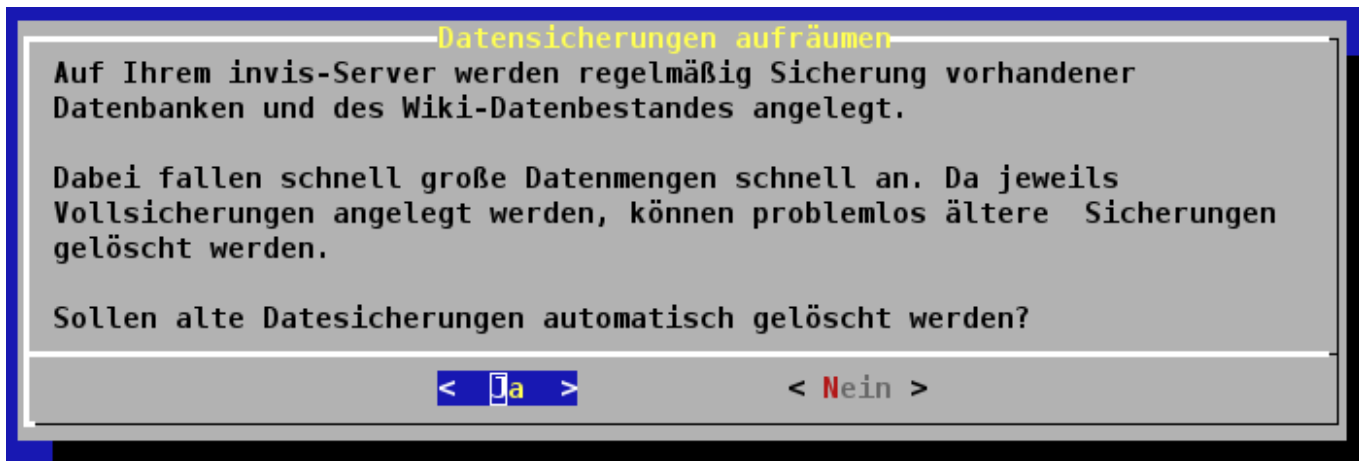 Datensicherungen aufräumen
Auf Ihrem invis-Server werden regelmäßig Sicherung vorhandener
Datenbanken und des Wiki-Datenbestandes angelegt.
Dabei fallen schnell große Datenmengen schnell an. Da jeweils
Vollsicherungen angelegt werden, können problemlos ältere  Sicherungen
gelöscht werden.
Sollen alte Datesicherungen automatisch gelöscht werden?
<  Ja  > < Nein >